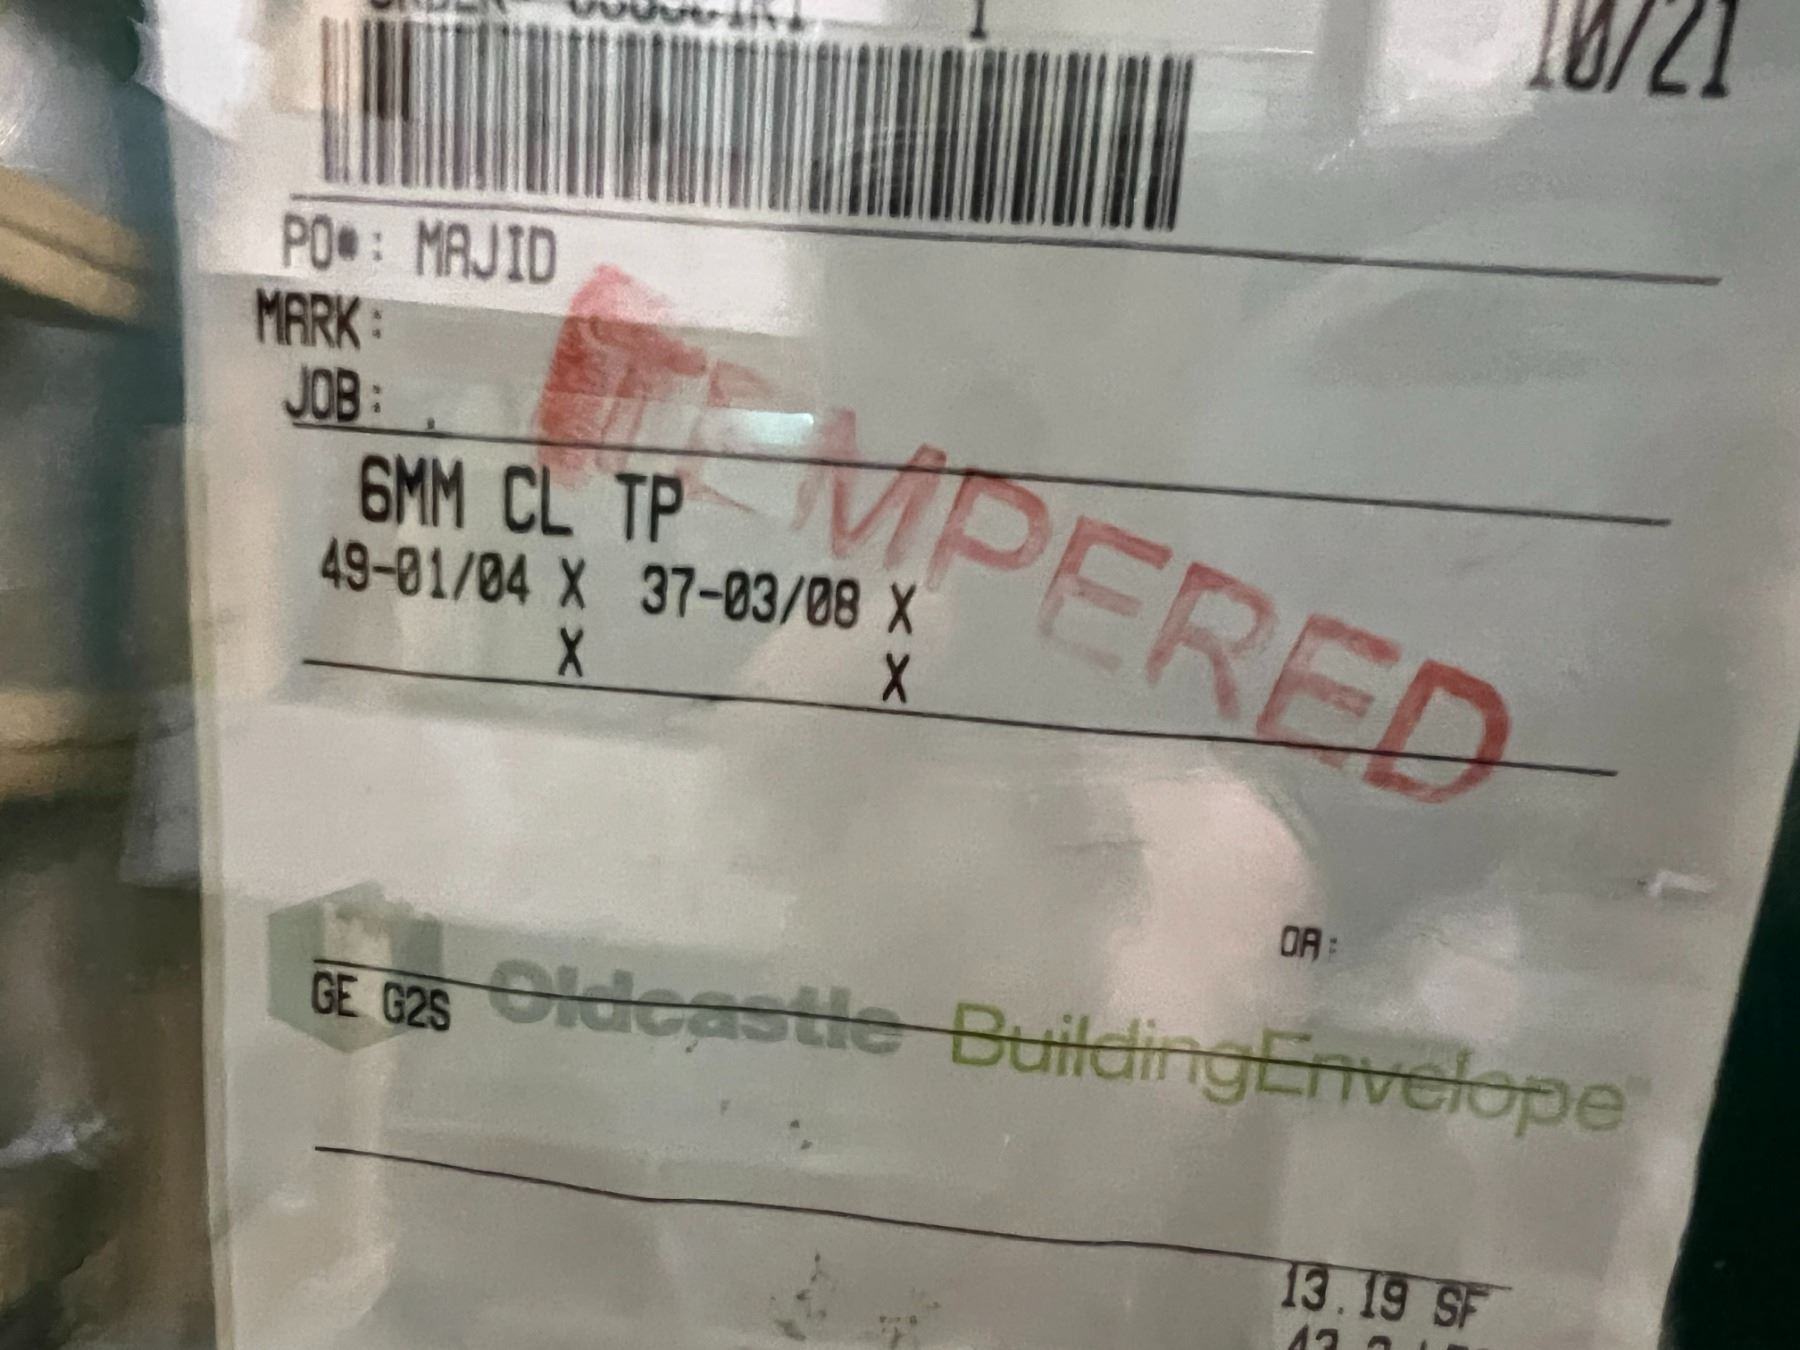 10/21
PO#: MAJID
MARK:
JOB: .
TEMPERED
6MM CL TP
49-01/04 X 37-03/08 X
X X
OA:
GE G2S
Oldcastle BuildingEnvelope
13.19 SF